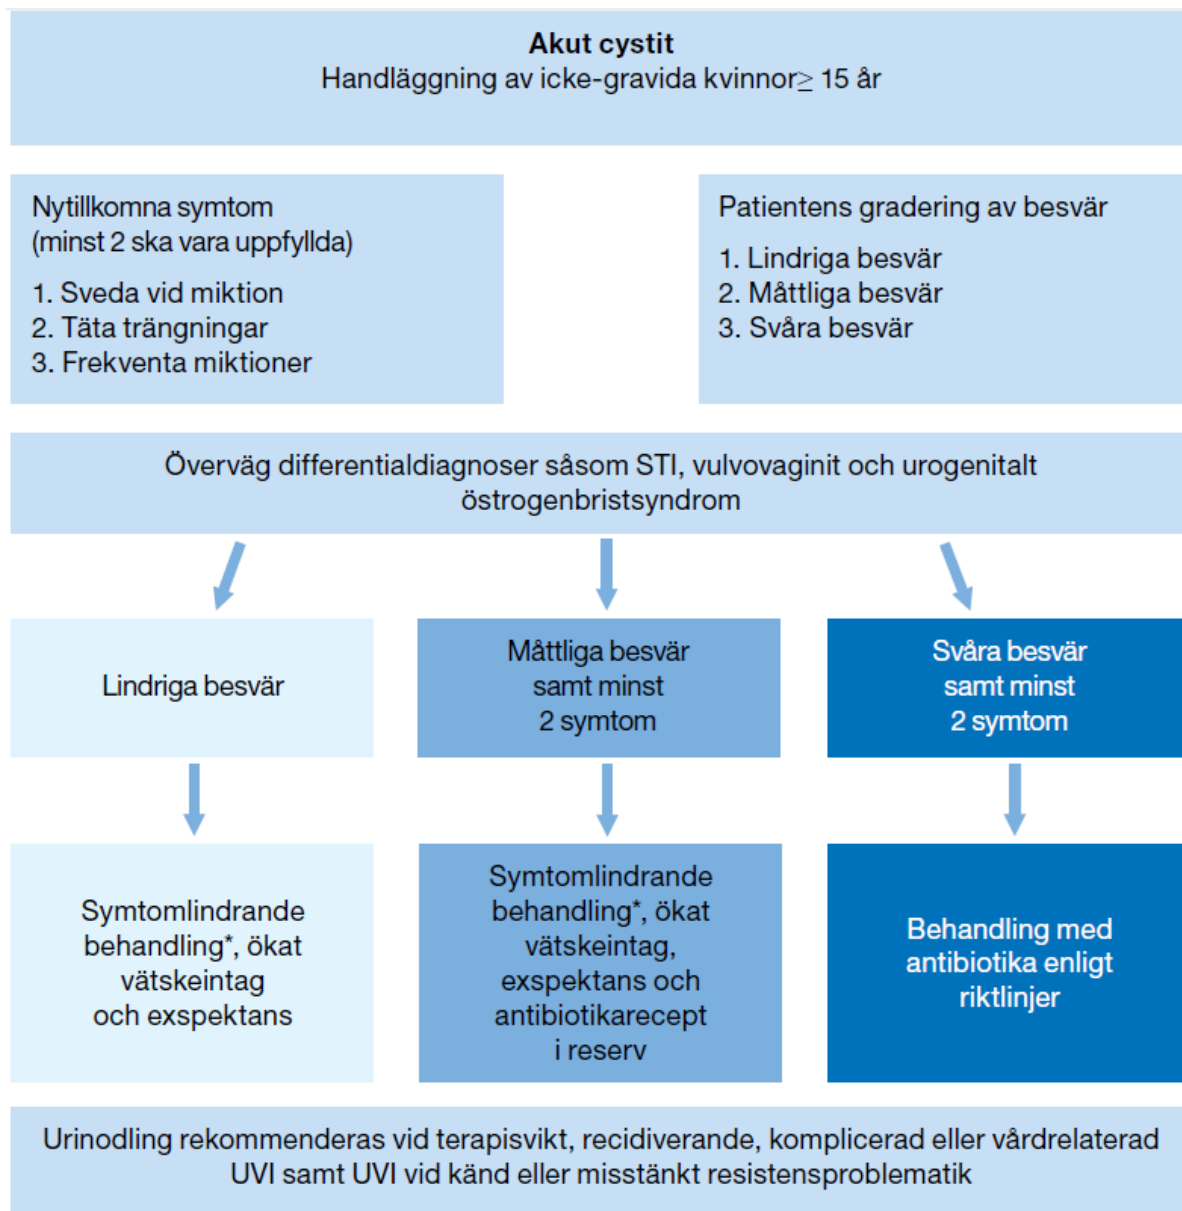 Akut cystit
Handläggning av icke-gravida kvinnor≥ 15 år
Nytillkomna symtom
(minst 2 ska vara uppfyllda)
1. Sveda vid miktion
2. Täta trängningar
3. Frekventa miktioner
Patientens gradering av besvär
1. Lindriga besvär
2. Måttliga besvär
3. Svåra besvär
Överväg differentialdiagnoser såsom STI, vulvovaginit och urogenitalt
östrogenbristsyndrom
Lindriga besvär
Måttliga besvär
samt minst
2 symtom
Svåra besvär
samt minst
2 symtom
Symtomlindrande
behandling*, ökat
vätskeintag
och exspektans
Symtomlindrande
behandling*, ökat
vätskeintag,
exspektans och
antibiotikarecept
i reserv
Behandling med
antibiotika enligt
riktlinjer
Urinodling rekommenderas vid terapisvikt, recidiverande, komplicerad eller vårdrelaterad
UVI samt UVI vid känd eller misstänkt resistensproblematik